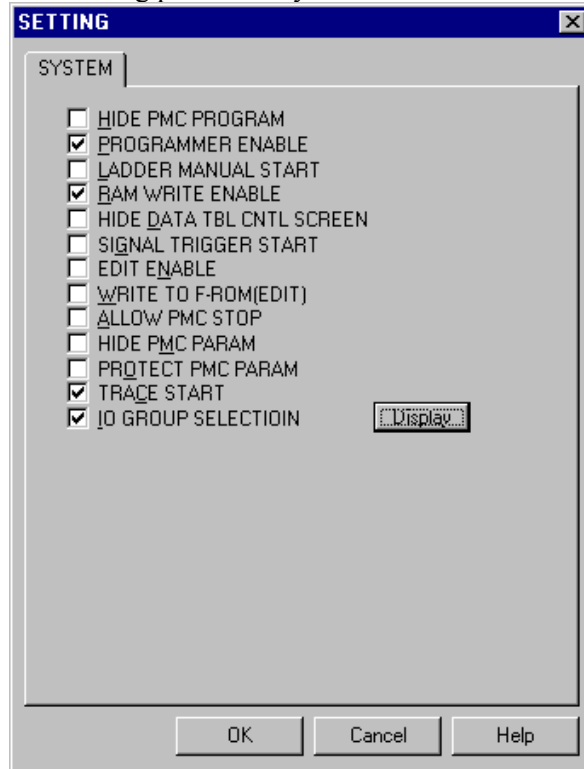 SETTING
SYSTEM
HIDE PMC PROGRAM
PROGRAMMER ENABLE
LADDER MANUAL START
RAM WRITE ENABLE
HIDE DATA TBL CNTL SCREEN
SIGNAL TRIGGER START
EDIT ENABLE
WRITE TO F-ROM(EDIT)
ALLOW PMC STOP
HIDE PMC PARAM
PROTECT PMC PARAM
TRACE START
IO GROUP SELECTIOIN Display
OK Cancel Help